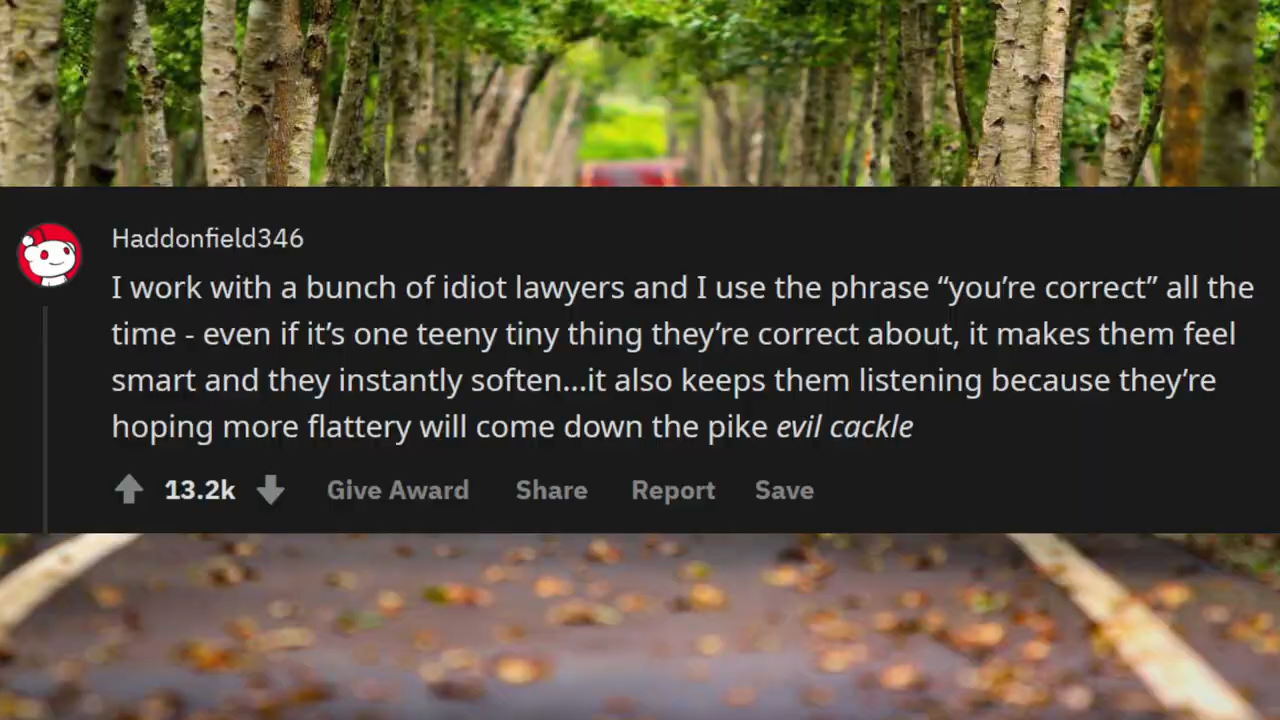 Haddonfield346
I work with a bunch of idiot lawyers and I use the phrase “you’re correct” all the
time - even if it’s one teeny tiny thing they’re correct about, it makes them feel
smart and they instantly soften...it also keeps them listening because they’re
hoping more flattery will come down the pike evil cackle
13.2k Give Award Share Report Save